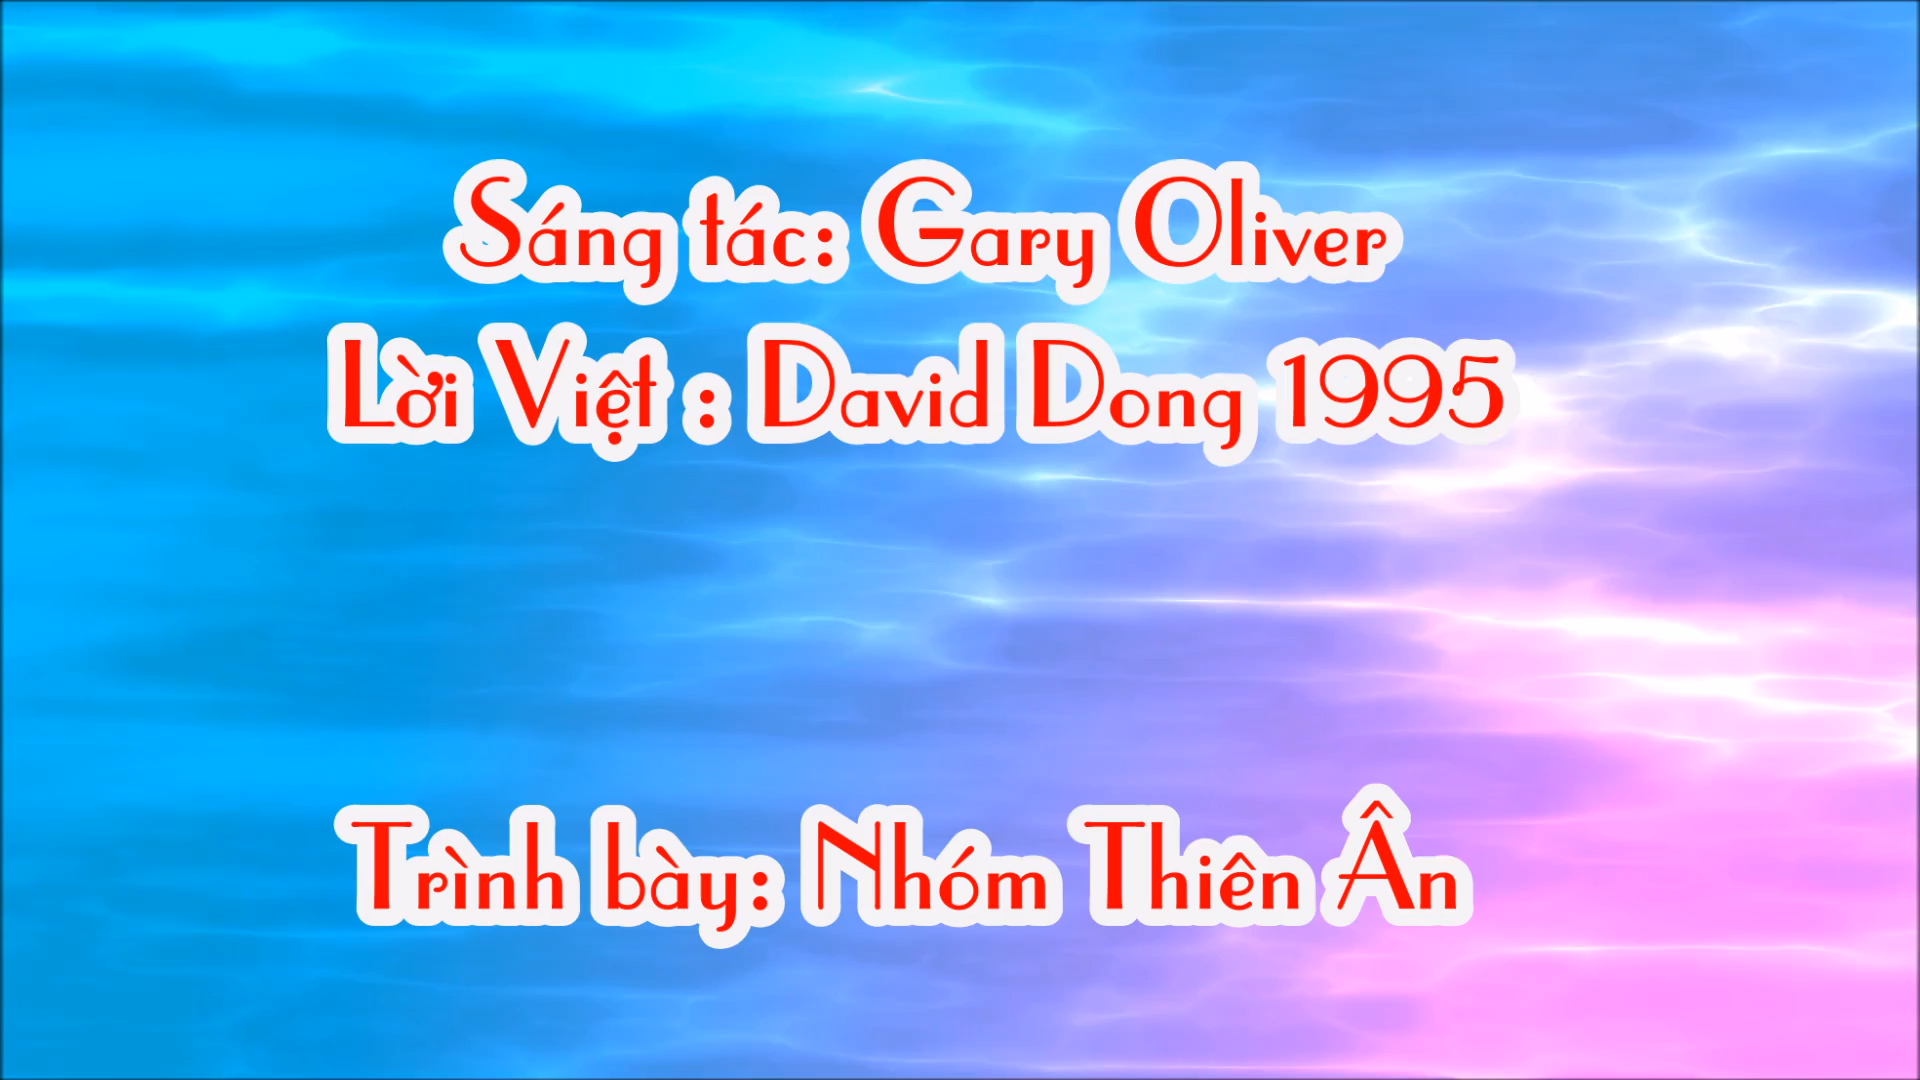 Sáng tác: Gary Oliver
Lời Việt : David Dong 1995
Trình bày: Nhóm Thiên Ân